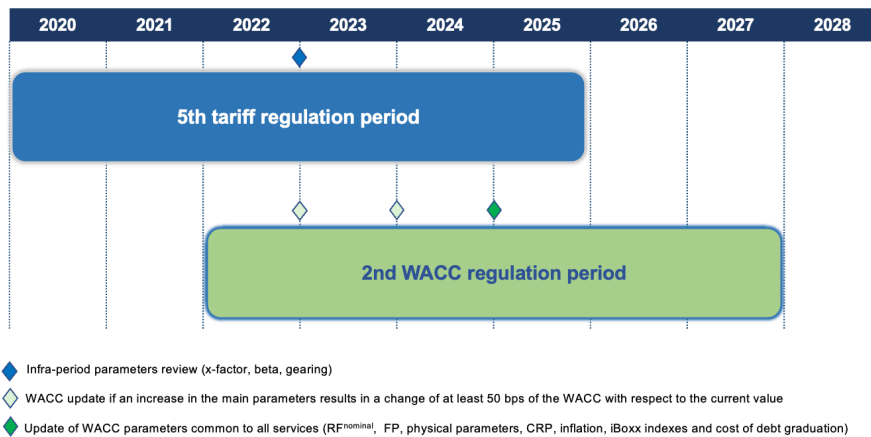 2020 2021 2022 2023 2024 2025 2026 2027 2028
5th tariff regulation period
2nd WACC regulation period
Infra-period parameters review (x-factor, beta, gearing)
WACC update if an increase in the main parameters results in a change of at least 50 bps of the WACC with respect to the current value
Update of WACC parameters common to all services (RFnominal, FP, physical parameters, CRP, inflation, iBoxx indexes and cost of debt graduation)